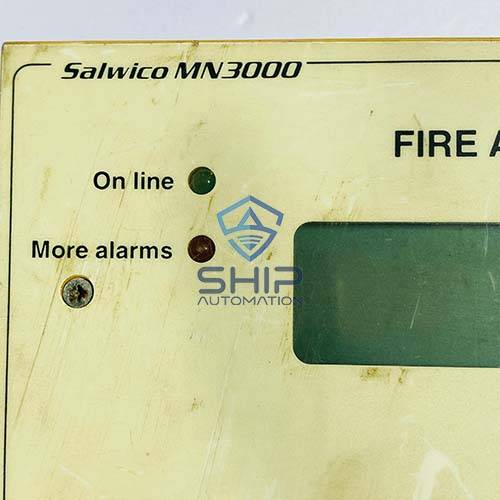 Salwico MN3000
FIRE A
On line
More alarms
SHIP
AUTOMATION